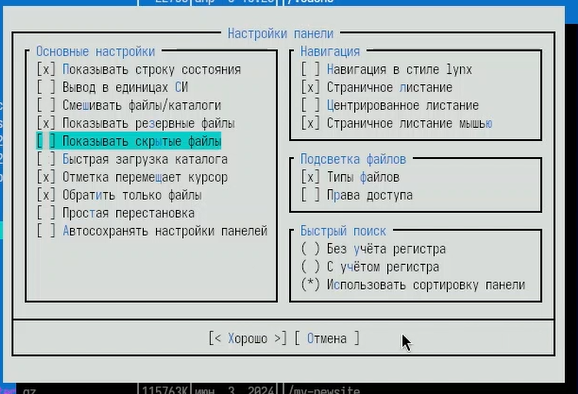 Настройки панели
Основные настройки
[x] Показывать строку состояния
[ ] Вывод в единицах СИ
[ ] Смешивать файлы/каталоги
[x] Показывать резервные файлы
[ ] Показывать скрытые файлы
[ ] Быстрая загрузка каталога
[x] Отметка перемещает курсор
[x] Обратить только файлы
[ ] Простая перестановка
[ ] Автосохранять настройки панелей
Навигация
[ ] Навигация в стиле lynx
[x] Страничное листание
[ ] Центрированное листание
[x] Страничное листание мышью
Подсветка файлов
[x] Типы файлов
[ ] Права доступа
Быстрый поиск
( ) Без учёта регистра
( ) С учётом регистра
(*) Использовать сортировку панели
[< Хорошо >] [ Отмена ]
gz 115763K июн 3 2024 /my-newsite